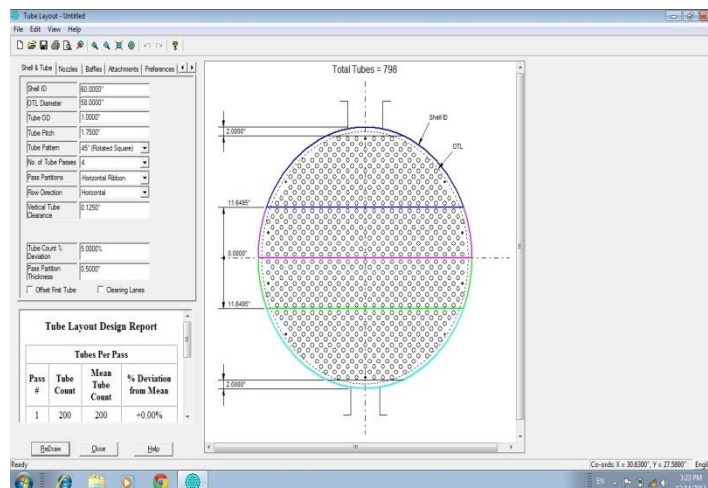 Tube Layout - Untitled
File Edit View Help
Shell & Tube Nozzles Baffles Attachments Preferences
Shell ID 60.0000"
OTL Diameter 58.0000"
Tube OD 1.0000"
Tube Pitch 1.7500"
Tube Pattern 45° (Rotated Square)
No. of Tube Passes 4
Pass Partitions Horizontal Ribbon
Flow Direction Horizontal
Vertical Tube Clearance 0.1250"
Tube Count % Deviation 5.0000%
Pass Partition Thickness 0.5000"
Offset First Tube Cleaning Lanes
Tube Layout Design Report
Tubes Per Pass
Pass # Tube Count Mean Tube Count % Deviation from Mean
1 200 200 +0.00%
ReDraw Close Help
Total Tubes = 798
Shell ID
OTL
2.0000"
11.6495"
0.0000"
11.6495"
2.0000"
Ready
Co-ords: X = 30.6300", Y = 27.5800" Engli
EN 3:23 PM